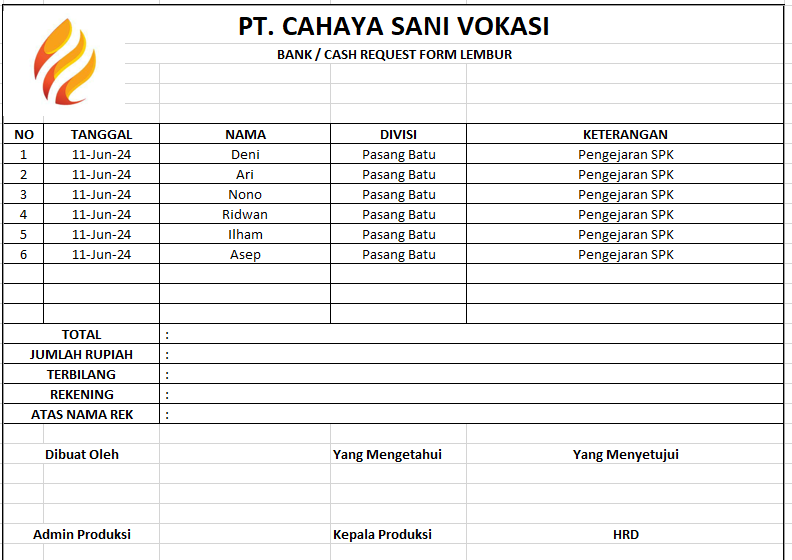 PT. CAHAYA SANI VOKASI
BANK / CASH REQUEST FORM LEMBUR
NO TANGGAL NAMA DIVISI KETERANGAN
1 11-Jun-24 Deni Pasang Batu Pengejaran SPK
2 11-Jun-24 Ari Pasang Batu Pengejaran SPK
3 11-Jun-24 Nono Pasang Batu Pengejaran SPK
4 11-Jun-24 Ridwan Pasang Batu Pengejaran SPK
5 11-Jun-24 Ilham Pasang Batu Pengejaran SPK
6 11-Jun-24 Asep Pasang Batu Pengejaran SPK
TOTAL :
JUMLAH RUPIAH :
TERBILANG :
REKENING :
ATAS NAMA REK :
Dibuat Oleh Yang Mengetahui Yang Menyetujui
Admin Produksi Kepala Produksi HRD